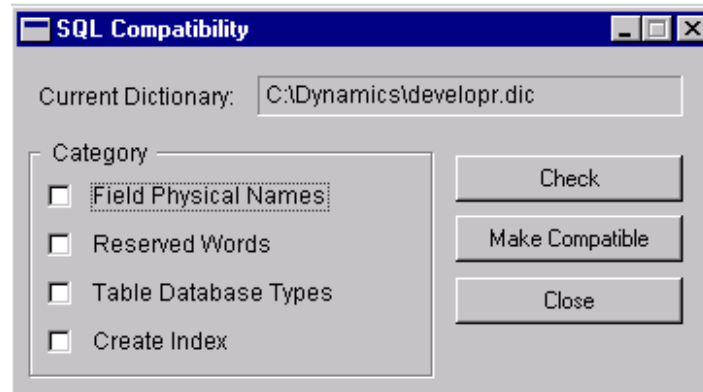 SQL Compatibility
Current Dictionary: C:\Dynamics\developr.dic
Category
Field Physical Names
Reserved Words
Table Database Types
Create Index
Check
Make Compatible
Close